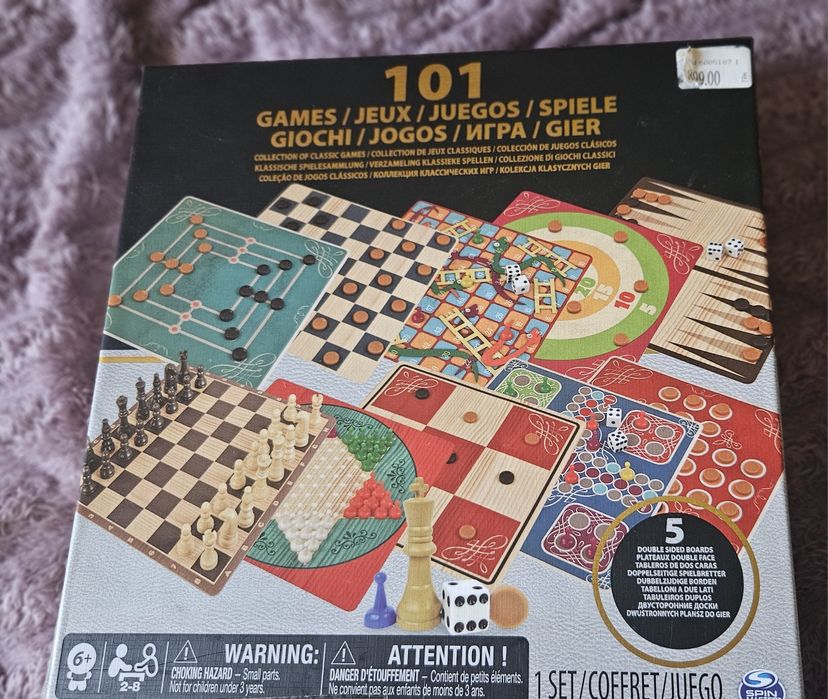 101
GAMES / JEUX / JUEGOS / SPIELE
GIOCHI / JOGOS / ИГРА / GIER
COLLECTION OF CLASSIC GAMES / COLLECTION DE JEUX CLASSIQUES / COLECCIÓN DE JUEGOS CLÁSICOS
KLASSISCHE SPIELESAMMLUNG / VERZAMELING KLASSIEKE SPELLEN / COLLEZIONE DI GIOCHI CLASSICI
COLEÇÃO DE JOGOS CLÁSSICOS / КОЛЛЕКЦИЯ КЛАССИЧЕСКИХ ИГР / KOLEKCJA KLASYCZNYCH GIER
899.00
20 15 10 5
5
DOUBLE SIDED BOARDS
PLATEAUX DOUBLE FACE
TABLEROS DE DOS CARAS
DOPPELSEITIGE SPIELBRETTER
DUBBELZIJDIGE BORDEN
TABELLONI A DUE LATI
TABULEIROS DUPLOS
ДВУСТОРОННИЕ ДОСКИ
DWUSTRONNYCH PLANSZ DO GIER
6+
2-8
WARNING:
CHOKING HAZARD — Small parts.
Not for children under 3 years.
ATTENTION !
DANGER D'ÉTOUFFEMENT – Contient de petits éléments.
Ne convient pas aux enfants de moins de 3 ans.
1 SET / COFFRET / JUEGO
SPIN